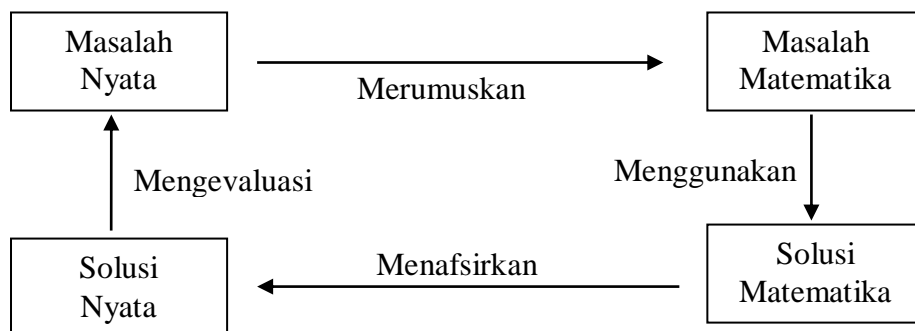 Masalah
Nyata
Merumuskan
Masalah
Matematika
Mengevaluasi
Menggunakan
Solusi
Nyata
Menafsirkan
Solusi
Matematika